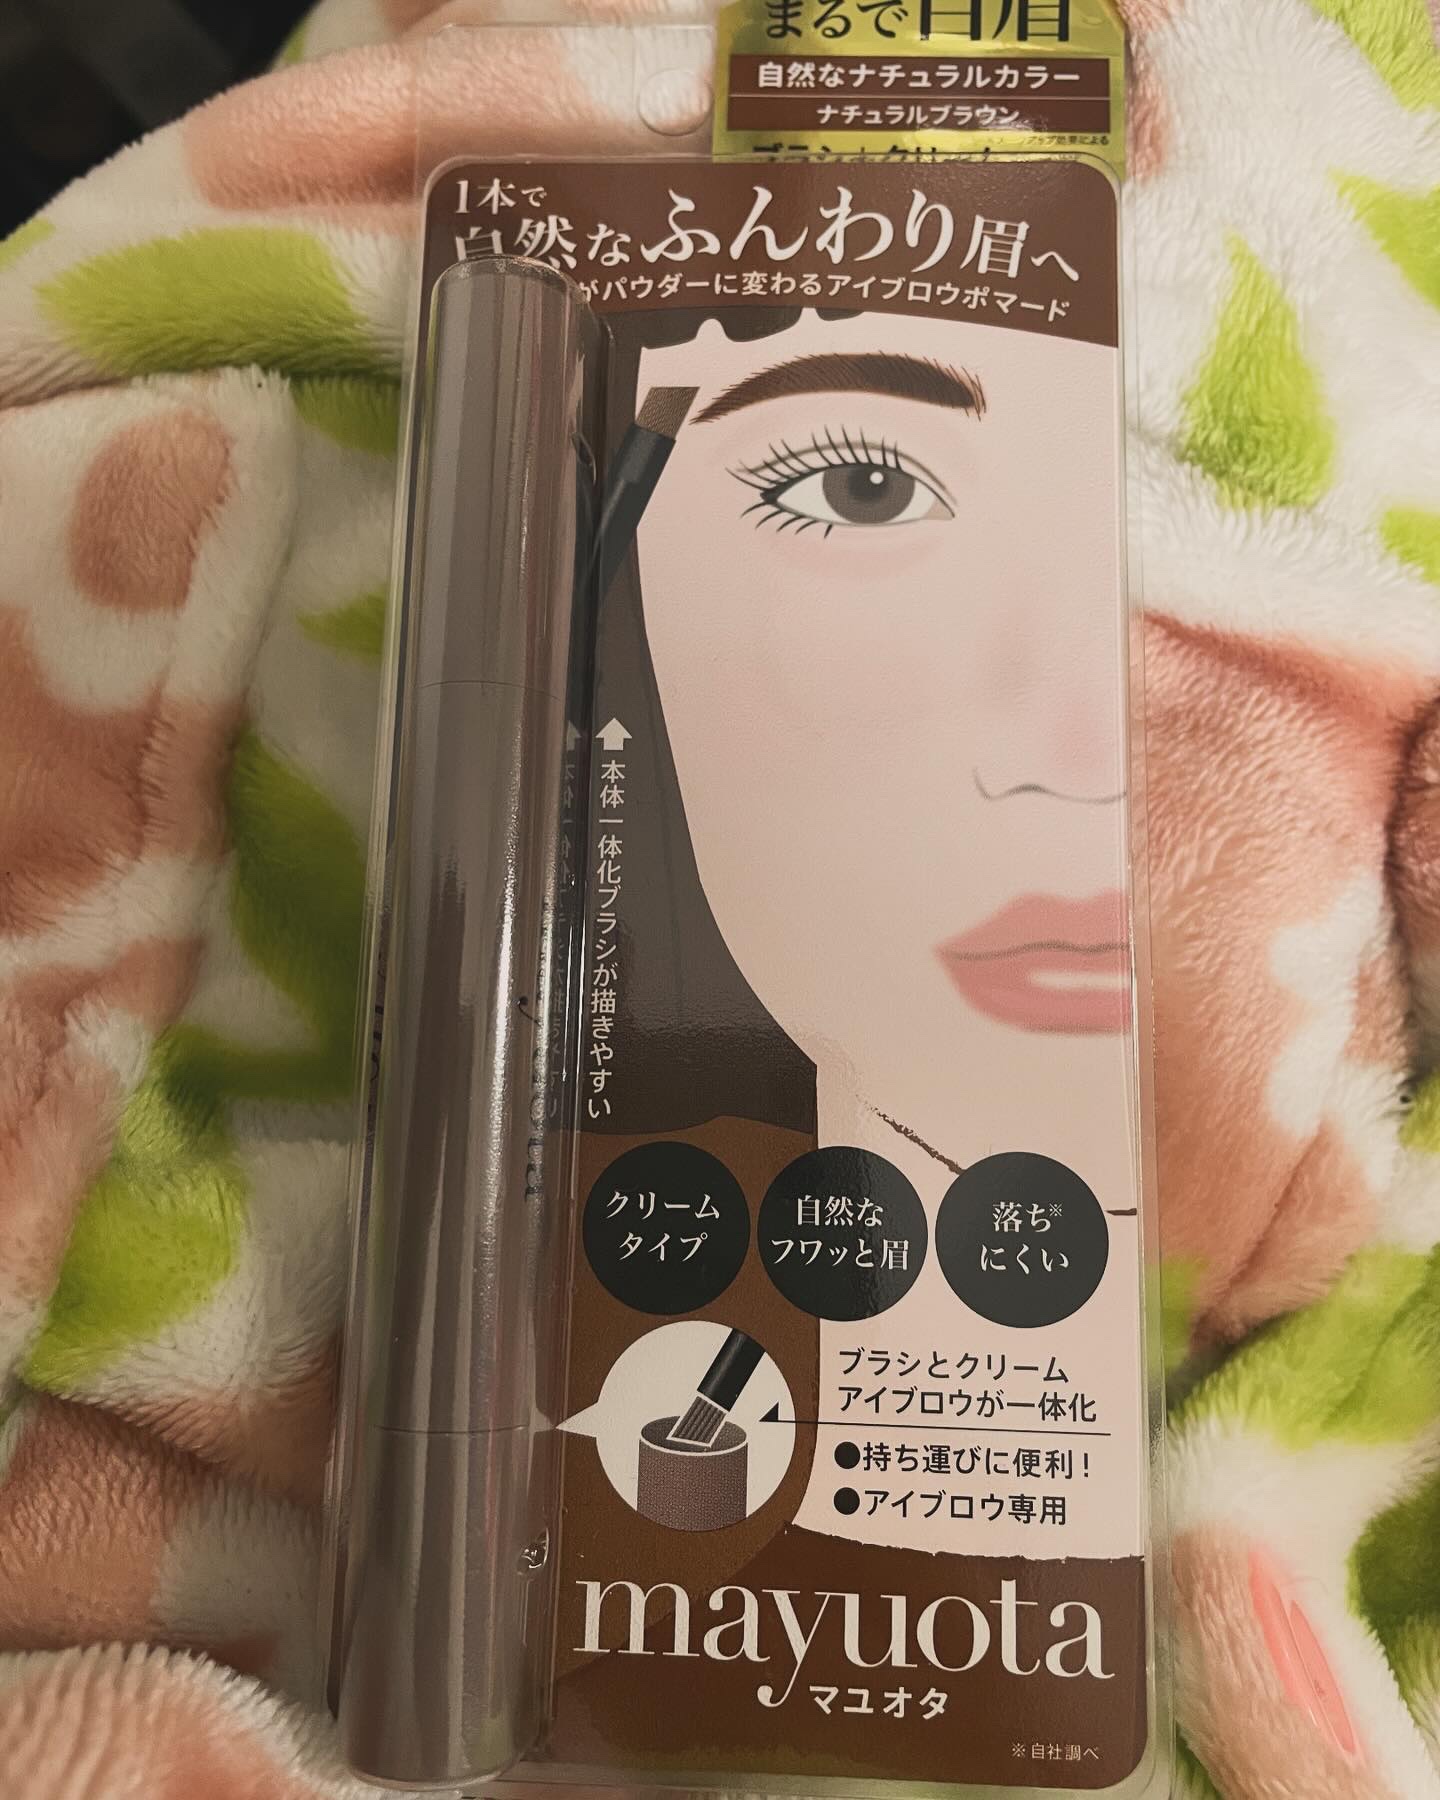 まるで自眉
自然なナチュラルカラー
ナチュラルブラウン
1本で
自然なふんわり眉へ
がパウダーに変わるアイブロウポマード
本体一体化ブラシが描きやすい
クリーム
タイプ
自然な
フワッと眉
落ち※
にくい
ブラシとクリーム
アイブロウが一体化
●持ち運びに便利!
●アイブロウ専用
mayuota
マユオタ
※自社調べ